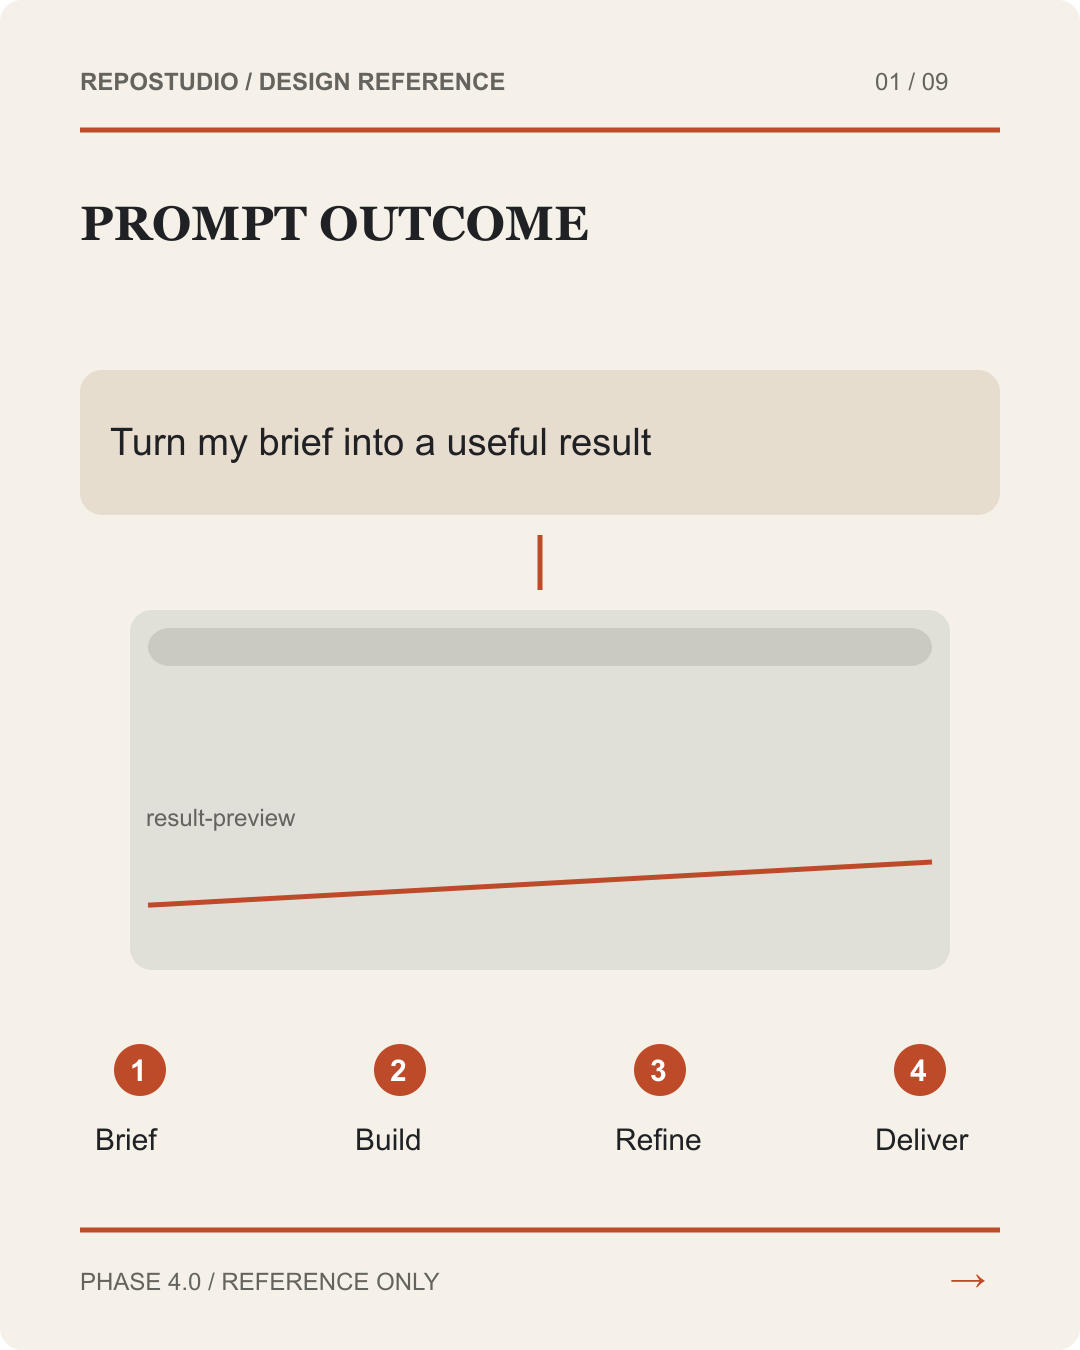 REPOSTUDIO / DESIGN REFERENCE
01 / 09
PROMPT OUTCOME
Turn my brief into a useful result
result-preview
1
2
3
4
Brief
Build
Refine
Deliver
PHASE 4.0 / REFERENCE ONLY
→